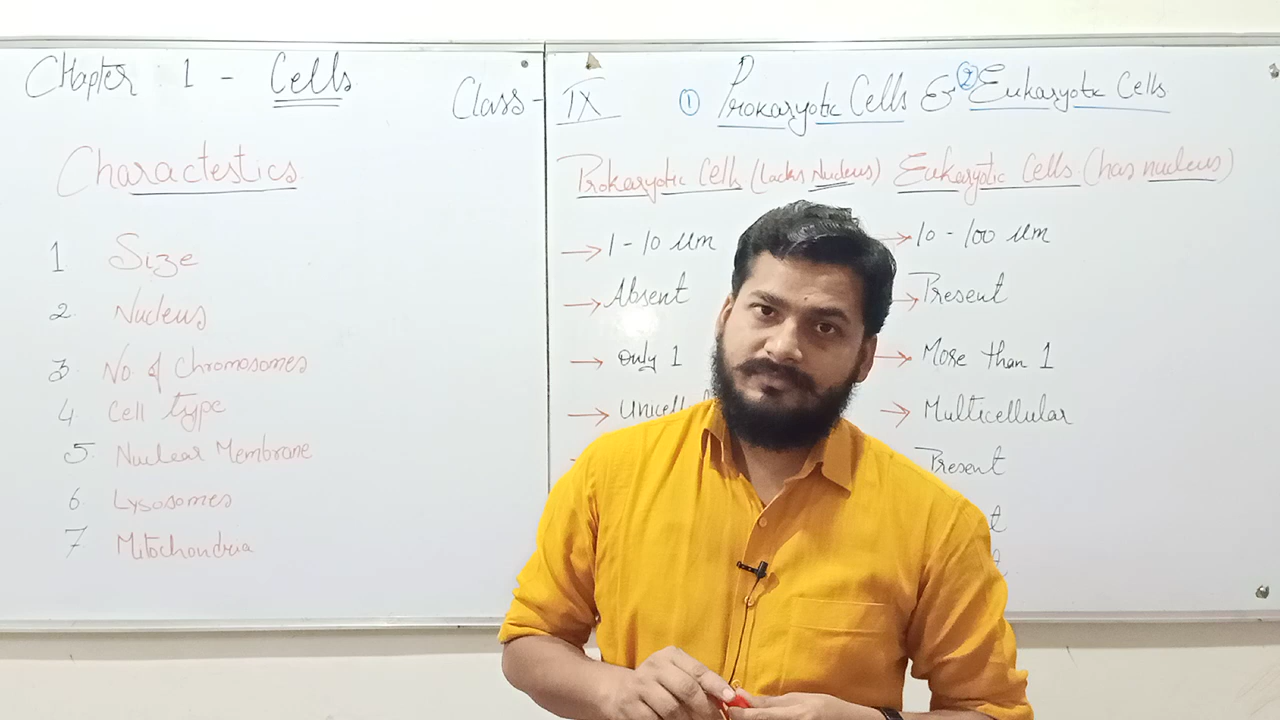 Chapter 1 - Cells
Class - IX
① Prokaryotic Cells & ② Eukaryotic Cells
Charactestics
Prokaryotic Cells (Lacks Nucleus) Eukaryotic Cells (has nucleus)
1 Size → 1-10 um → 10-100 um
2. Nucleus → Absent → Present
3 No of Chromosomes → Only 1 → More than 1
4 Cell type → Unicell → Multicellular
5. Nuclear Membrane Present
6. Lysosomes
7 Mitochondria